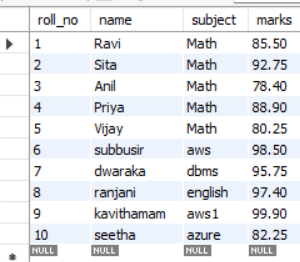 roll_no name subject marks
1 Ravi Math 85.50
2 Sita Math 92.75
3 Anil Math 78.40
4 Priya Math 88.90
5 Vijay Math 80.25
6 subbusir aws 98.50
7 dwaraka dbms 95.75
8 ranjani english 97.40
9 kavithamam aws1 99.90
10 seetha azure 82.25
NULL NULL NULL NULL